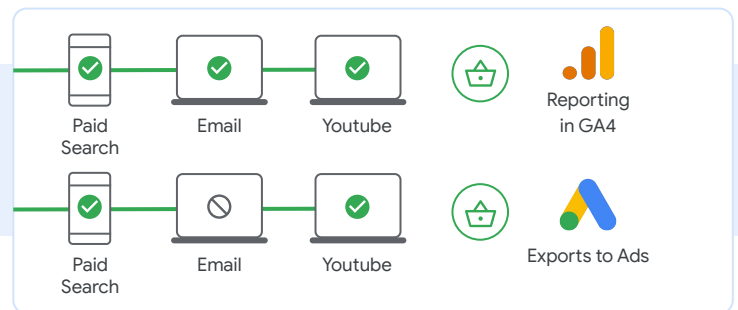 Paid
Search
Email
Youtube
Reporting
in GA4
Paid
Search
Email
Youtube
Exports to Ads